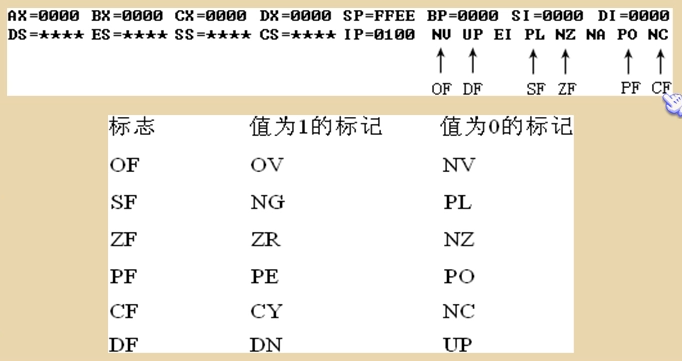 AX=0000 BX=0000 CX=0000 DX=0000 SP=FFEE BP=0000 SI=0000 DI=0000
DS=**** ES=**** SS=**** CS=**** IP=0100 NV UP EI PL NZ NA PO NC
OF DF SF ZF PF CF
标志 值为1的标记 值为0的标记
OF OV NV
SF NG PL
ZF ZR NZ
PF PE PO
CF CY NC
DF DN UP